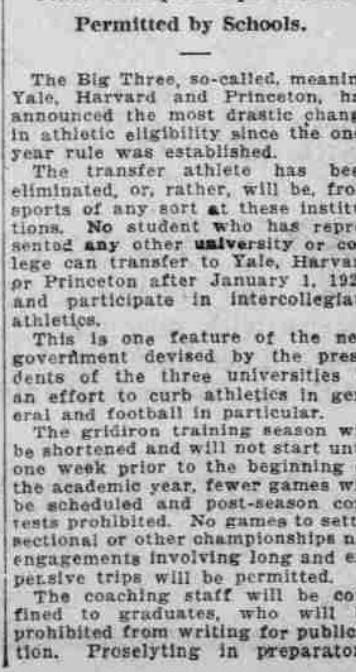 Permitted by Schools.
The Big Three, so-called, meanin
Yale, Harvard and Princeton, ha
announced the most drastic chang
in athletic eligibility since the one
year rule was established.
The transfer athlete has bee
eliminated, or, rather, will be, fro
sports of any sort at these institu
tions. No student who has repre
sented any other university or co
lege can transfer to Yale, Harvar
or Princeton after January 1, 192
and participate in intercollegia
athletics.
This is one feature of the ne
government devised by the pres
dents of the three universities
an effort to curb athletics in gen
eral and football in particular.
The gridiron training season w
be shortened and will not start unt
one week prior to the beginning
the academic year, fewer games w
be scheduled and post-season con
tests prohibited. No games to sett
sectional or other championships n
engagements involving long and e
pensive trips will be permitted.
The coaching staff will be co
fined to graduates, who will
prohibited from writing for public
tion. Proselyting in preparator